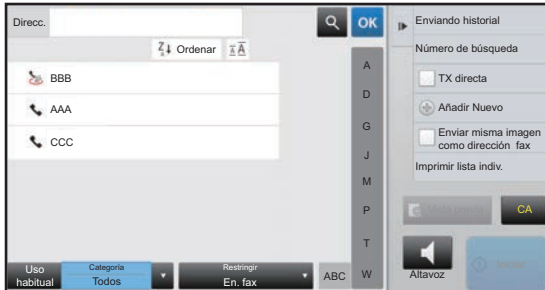 Direcc.
OK
Ordenar
BBB
AAA
CCC
A
D
G
J
M
P
T
W
Uso
habitual
Categoría
Todos
Restringir
En. fax
ABC
Enviando historial
Número de búsqueda
TX directa
Añadir Nuevo
Enviar misma imagen
como dirección fax
Imprimir lista indiv.
CA
Altavoz